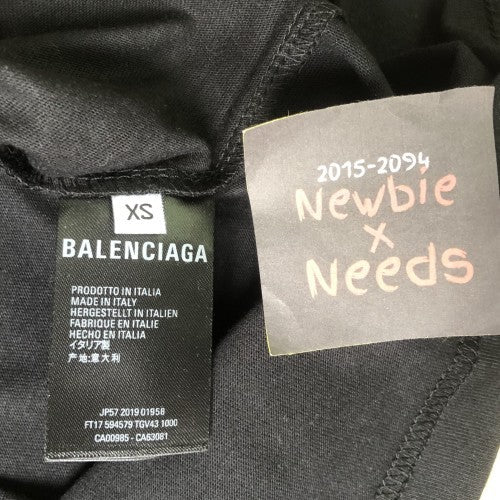 XS
BALENCIAGA
PRODOTTO IN ITALIA
MADE IN ITALY
HERGESTELLT IN ITALIEN
FABRIQUE EN ITALIE
HECHO EN ITALIA
イタリア製
产地:意大利
JP57 2019 01958
FT17 594579 TGV43 1000
CA00985 - CA63081
2015-2094
Newbie
x
Needs